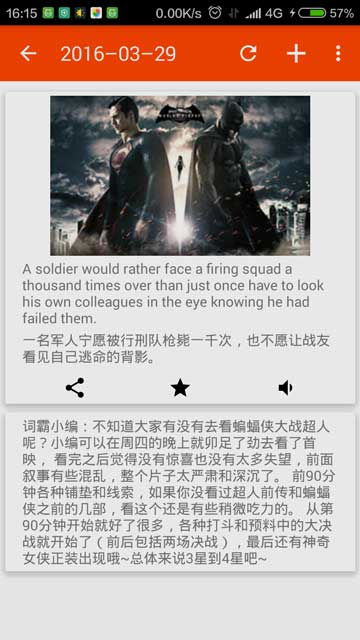 16:15
0.00K/s
4G
57%
2016-03-29
A soldier would rather face a firing squad a
thousand times over than just once have to look
his own colleagues in the eye knowing he had
failed them.
一名军人宁愿被行刑队枪毙一千次，也不愿让战友
看见自己逃命的背影。
词霸小编：不知道大家有没有去看蝙蝠侠大战超人
呢？小编可以在周四的晚上就卯足了劲去看了首
映， 看完之后觉得没有惊喜也没有太多失望，前面
叙事有些混乱，整个片子太严肃和深沉了。 前90分
钟各种铺垫和线索，如果你没看过超人前传和蝙蝠
侠之前的几部，看这个还是有些稍微吃力的。 从第
90分钟开始就好了很多，各种打斗和预料中的大决
战就开始了（前后包括两场决战），最后还有神奇
女侠正装出现哦~总体来说3星到4星吧~